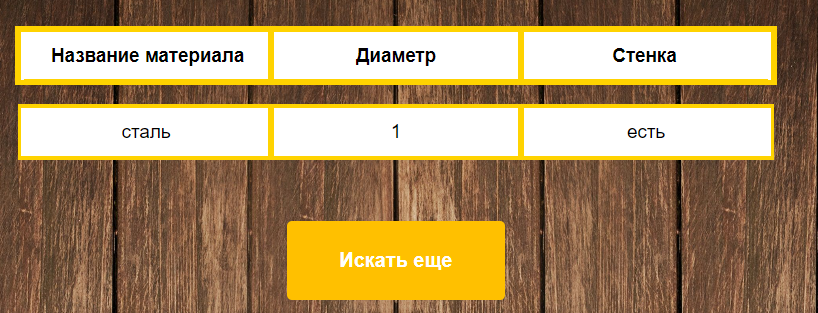 Название материала Диаметр Стенка
сталь 1 есть
Искать еще